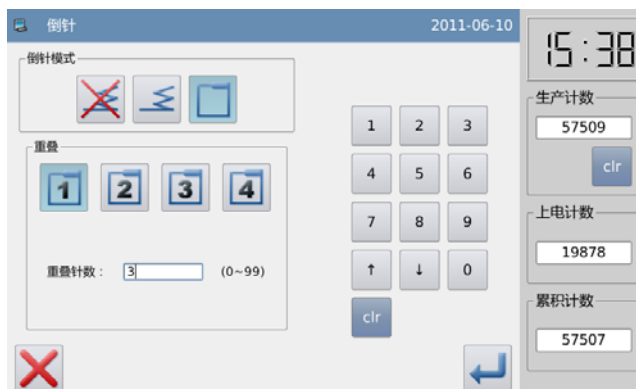 倒针
2011-06-10
15:38
倒针模式
重叠
1 2 3 4
重叠针数： 3 (0~99)
1 2 3
4 5 6
7 8 9
↑ ↓ 0
clr
生产计数
57509
clr
上电计数
19878
累积计数
57507